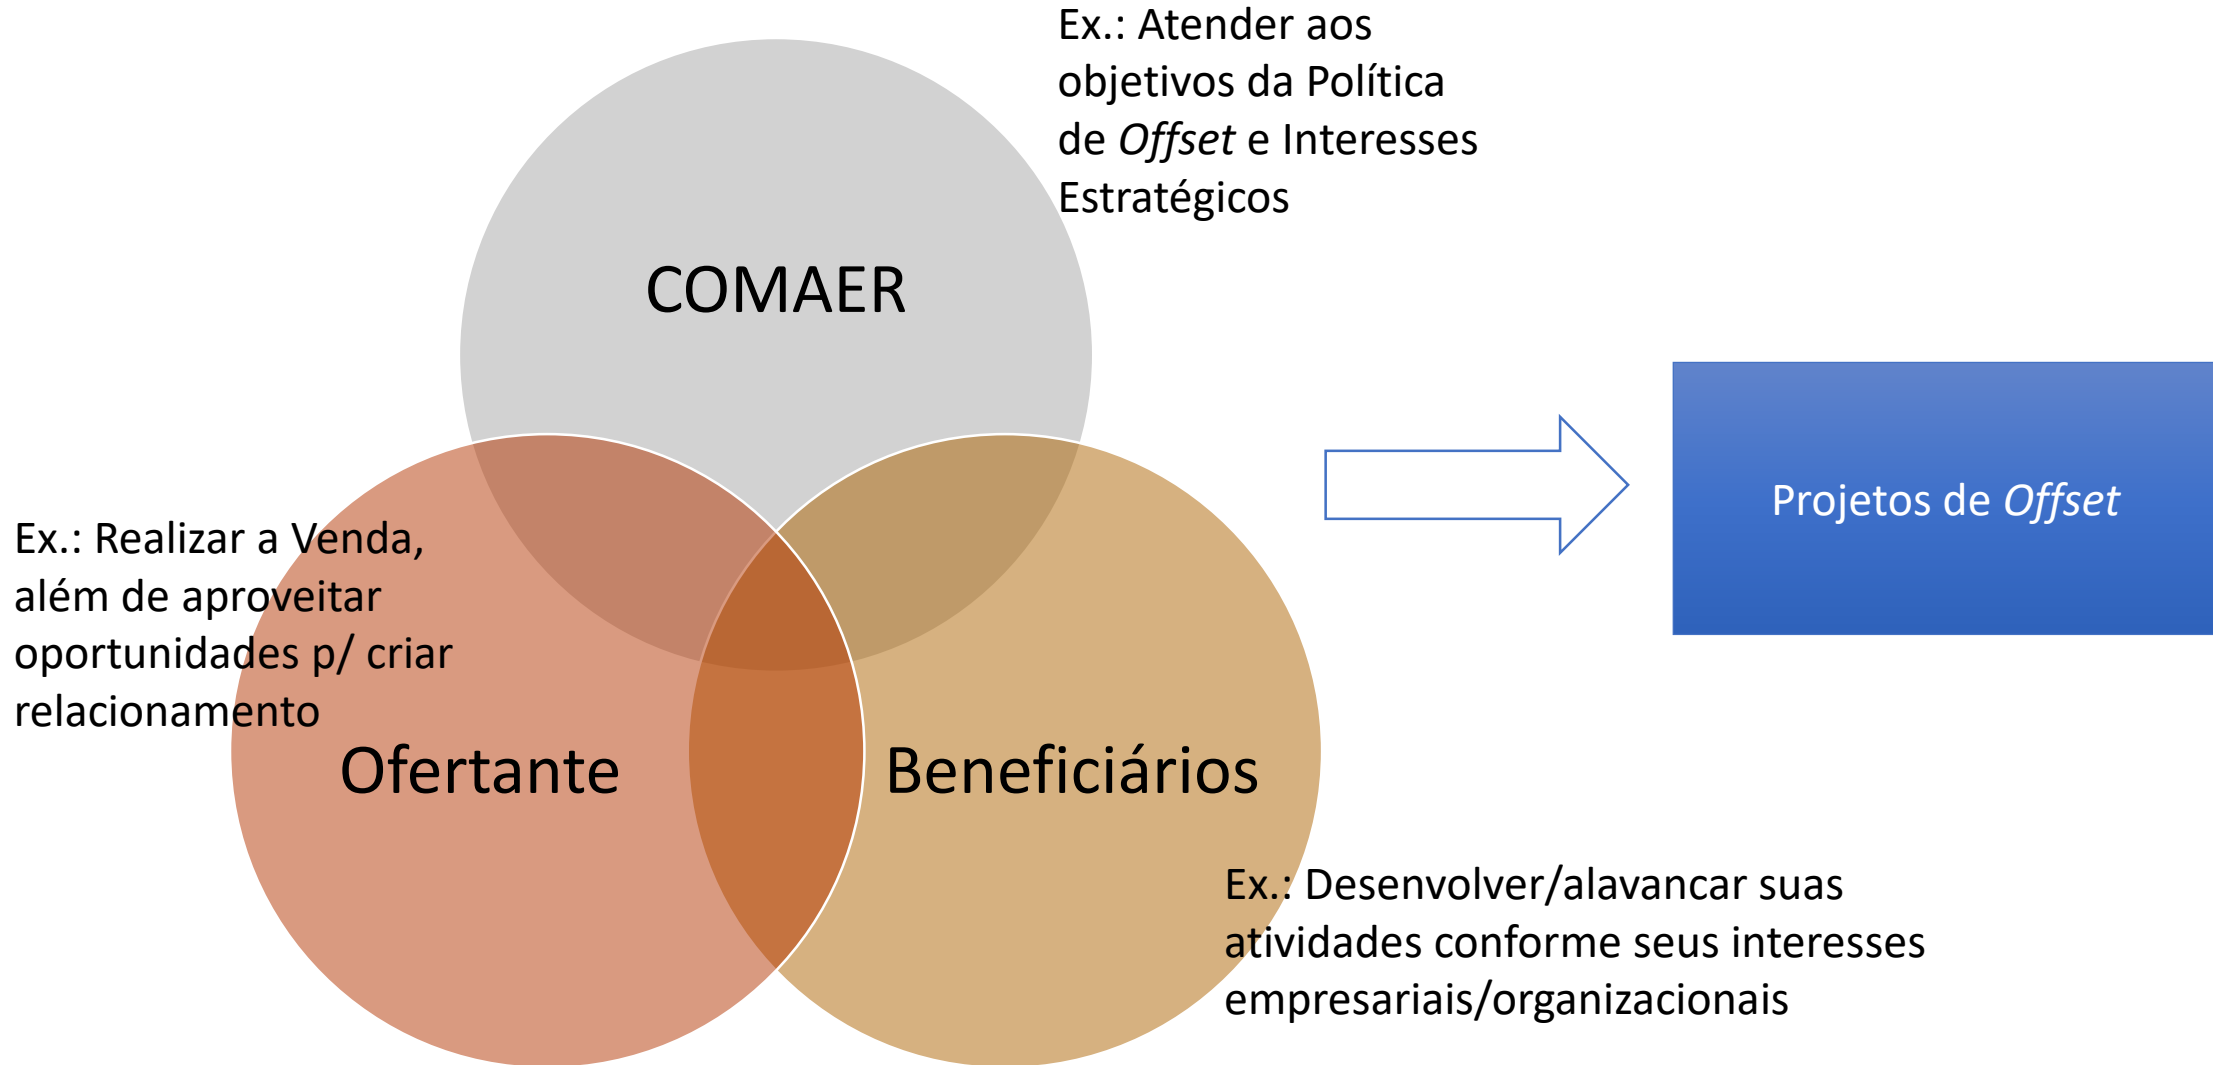 Ex.: Atender aos
objetivos da Política
de Offset e Interesses
Estratégicos
COMAER
Projetos de Offset
Ex.: Realizar a Venda,
além de aproveitar
oportunidades p/ criar
relacionamento
Ofertante
Beneficiários
Ex.: Desenvolver/alavancar suas
atividades conforme seus interesses
empresariais/organizacionais